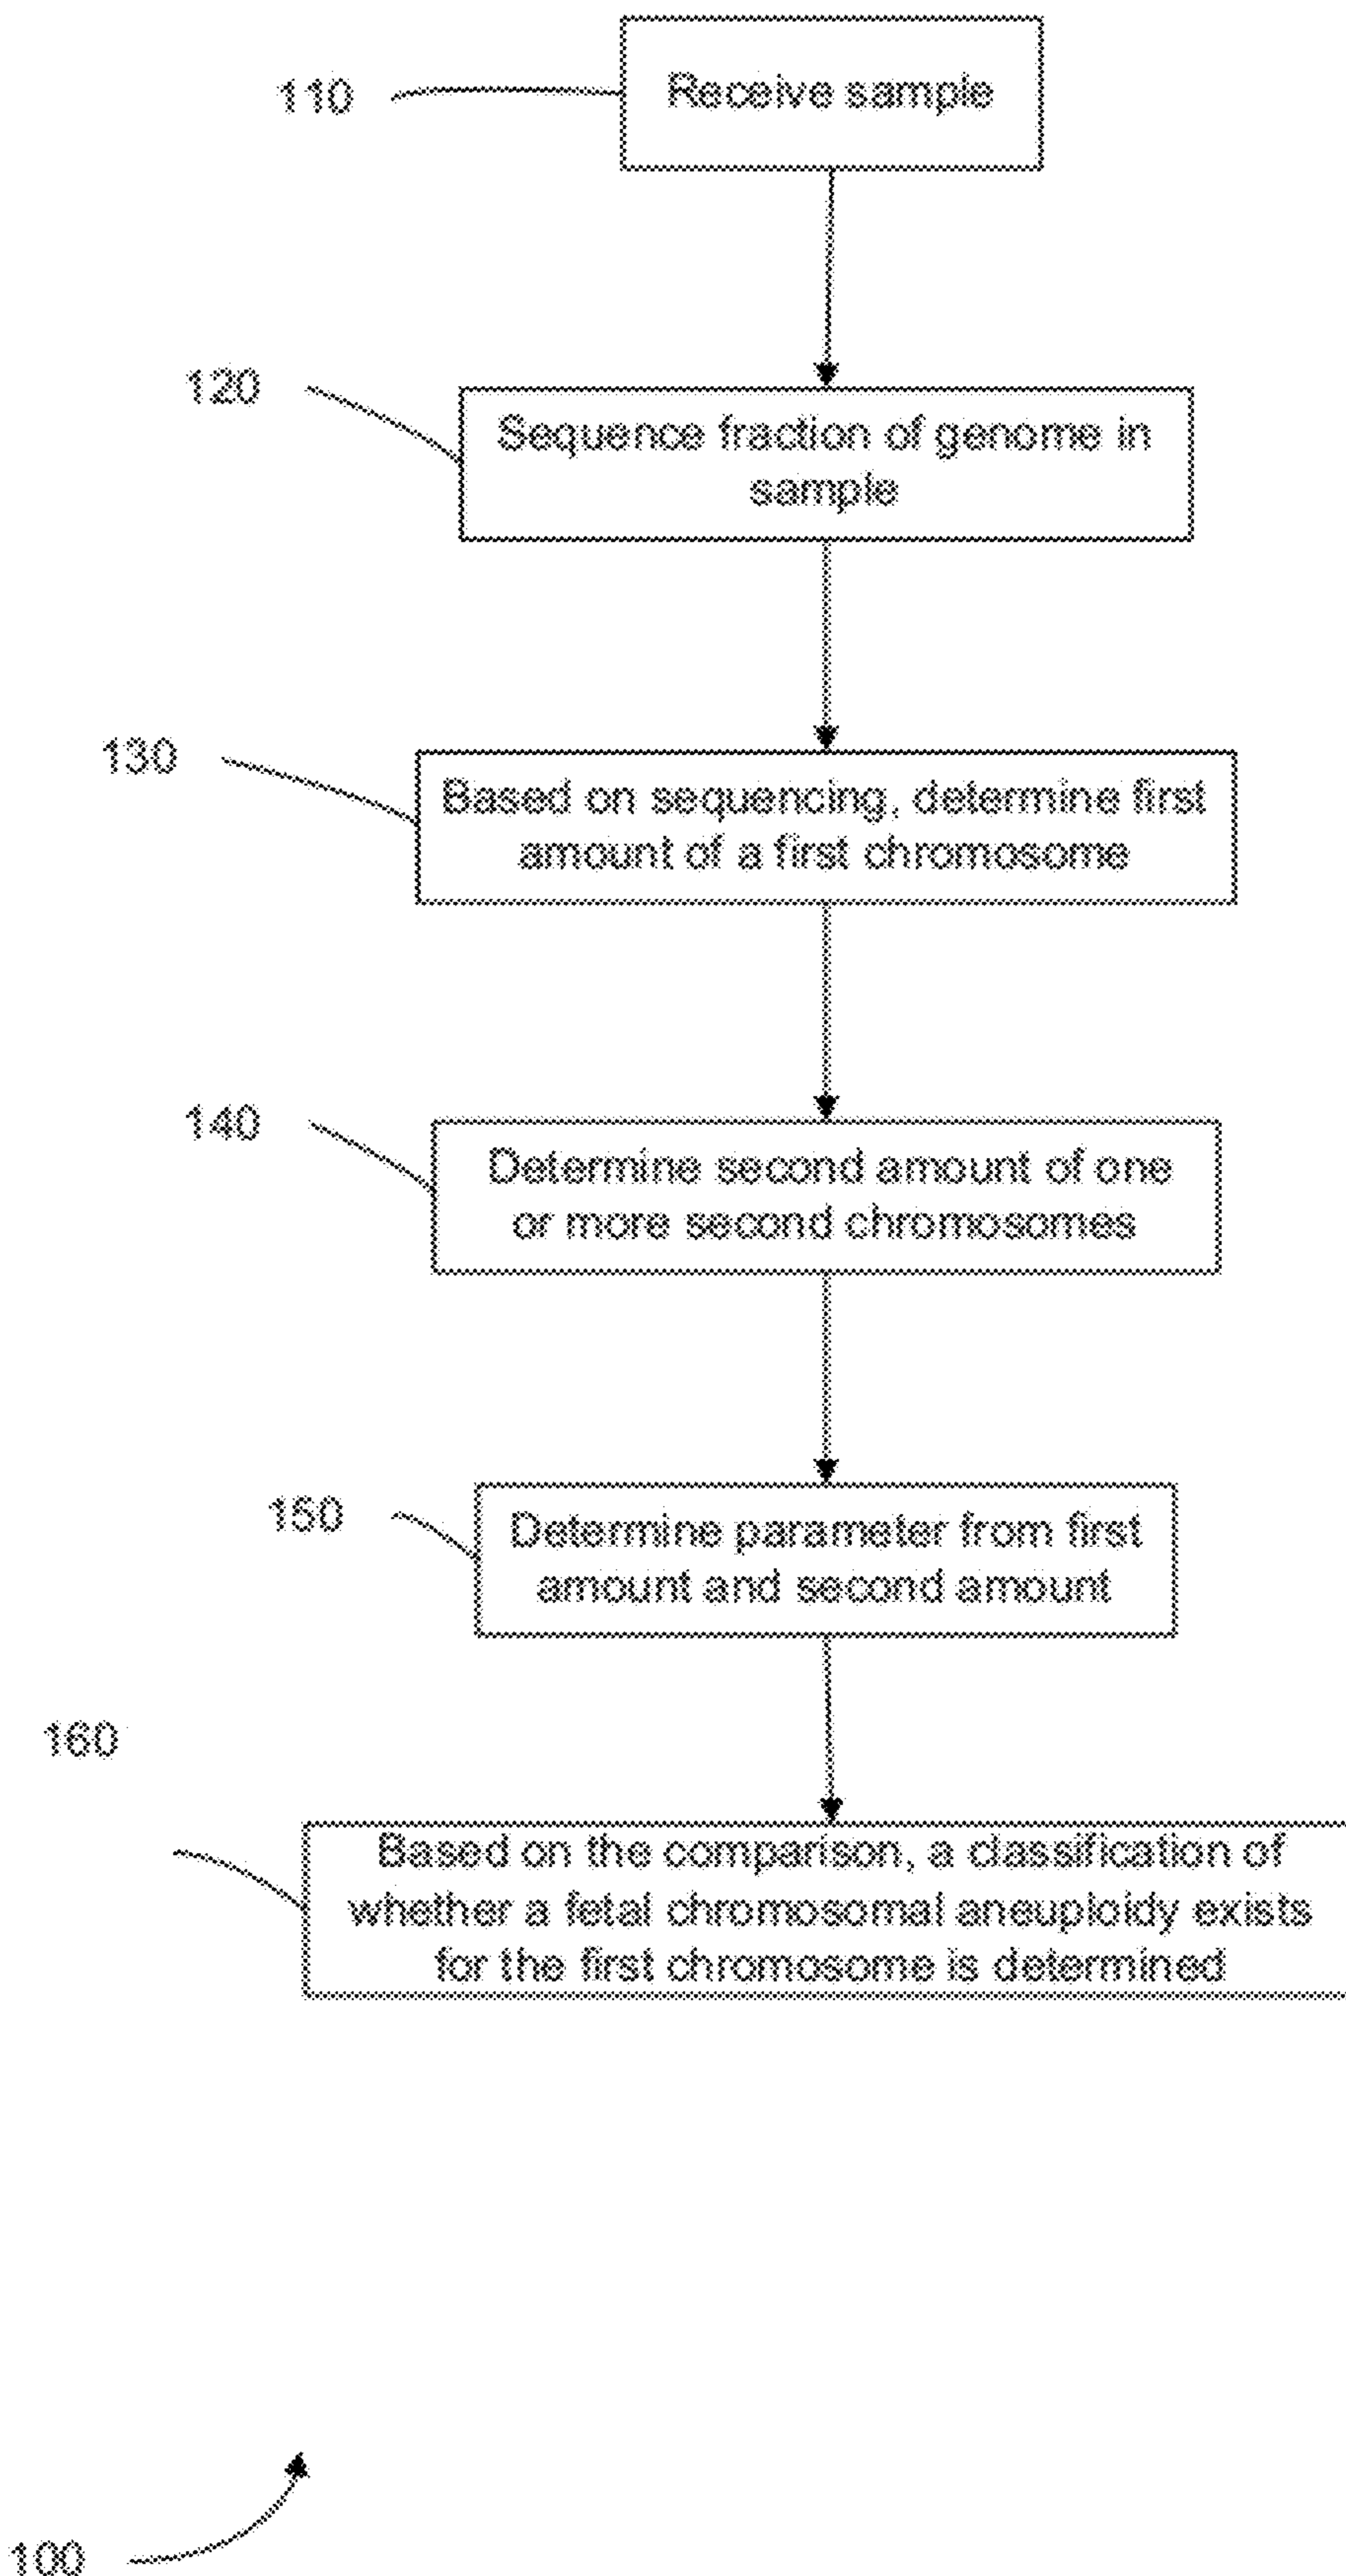 110
Receive sample
120
Sequence fraction of genome in
sample
130
Based on sequencing, determine first
amount of a first chromosome
140
Determine second amount of one
or more second chromosomes
150
Determine parameter from first
amount and second amount
160
Based on the comparison, a classification of
whether a fetal chromosomal aneuploidy exists
for the first chromosome is determined
100